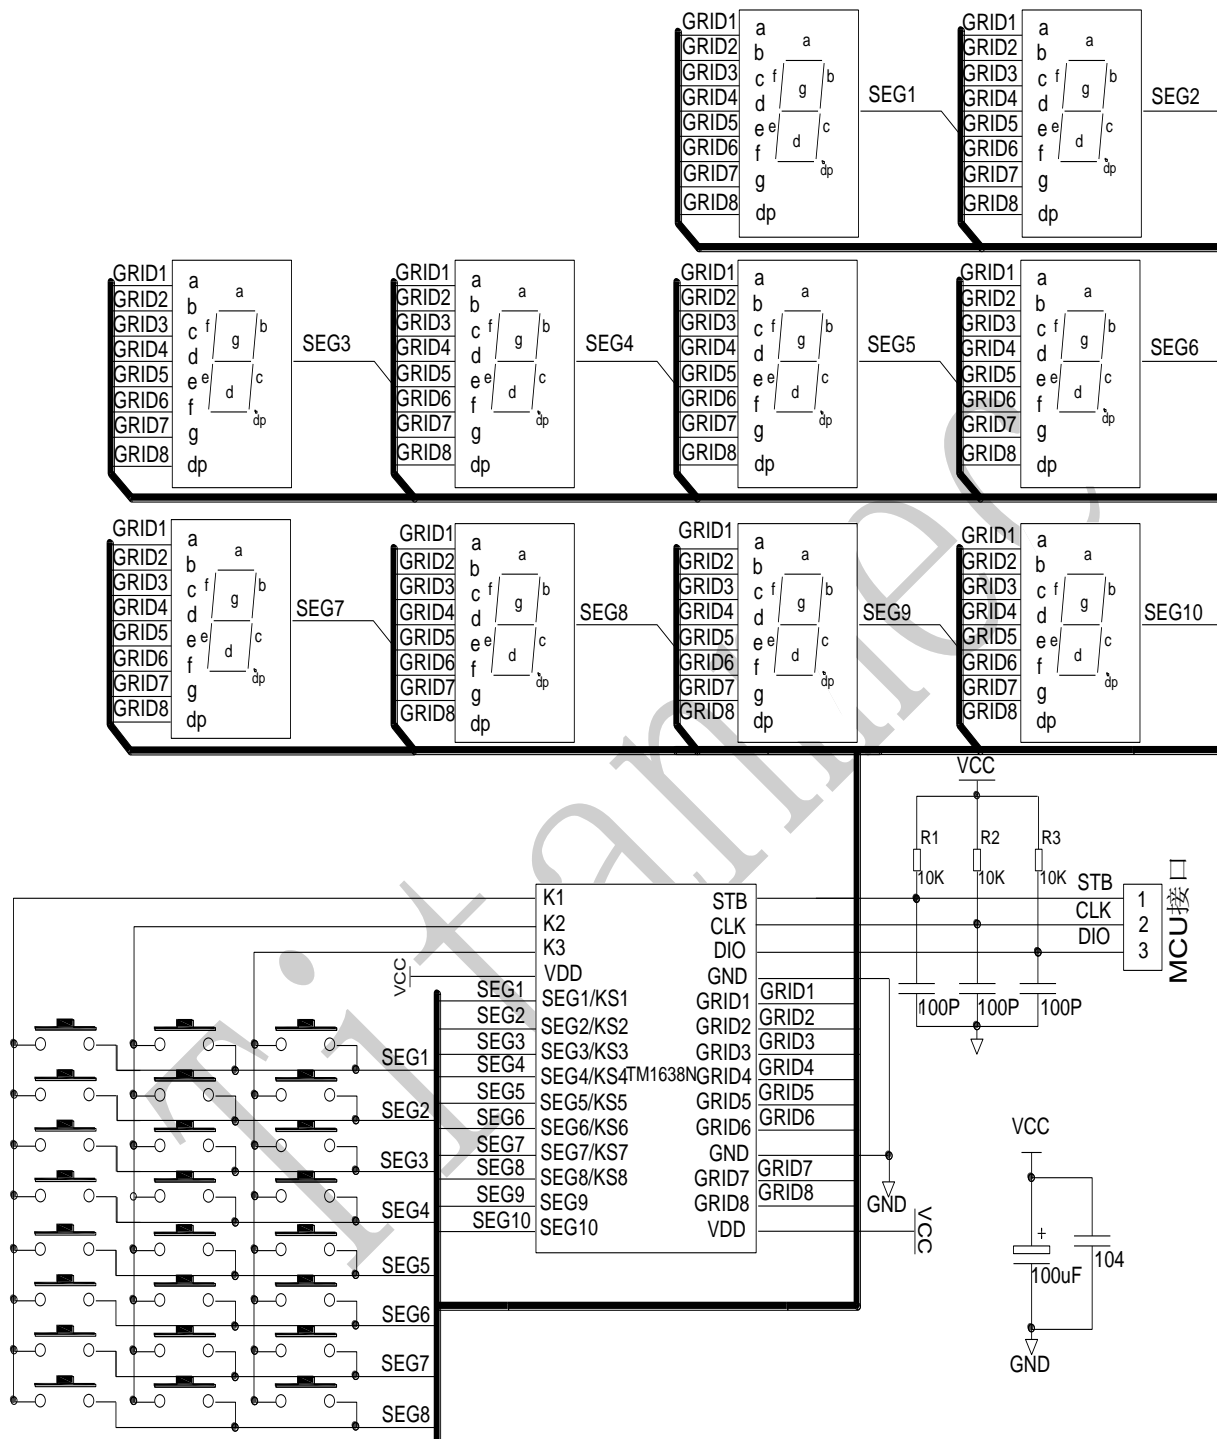 GRID1 a GRID1 a
GRID2 b a GRID2 b a
GRID3 c f b GRID3 c f b
g g
GRID4 d SEG1 GRID4 d SEG2
GRID5 e e c GRID5 e e c
GRID6 f d GRID6 f d
GRID7 g dp GRID7 g dp
GRID8 dp GRID8 dp
GRID1 a GRID1 a GRID1 a GRID1 a
GRID2 b a GRID2 b a GRID2 b a GRID2 b a
GRID3 c f b GRID3 c f b GRID3 c f b GRID3 c f b
g g g g
GRID4 d SEG3 GRID4 d SEG4 GRID4 d SEG5 GRID4 d SEG6
GRID5 e e c GRID5 e e c GRID5 e e c GRID5 e e c
GRID6 f d GRID6 f d GRID6 f d GRID6 f d
GRID7 g dp GRID7 g dp GRID7 g dp GRID7 g dp
GRID8 dp GRID8 dp GRID8 dp GRID8 dp
GRID1 a GRID1 a GRID1 a GRID1 a
GRID2 b a GRID2 b a GRID2 b a GRID2 b a
GRID3 c f b GRID3 c f b GRID3 c f b GRID3 c f b
g g g g
GRID4 d SEG7 GRID4 d SEG8 GRID4 d SEG9 GRID4 d SEG10
GRID5 e e c GRID5 e e c GRID5 e e c GRID5 e e c
GRID6 f d GRID6 f d GRID6 f d GRID6 f d
GRID7 g dp GRID7 g dp GRID7 g dp GRID7 g dp
GRID8 dp GRID8 dp GRID8 dp GRID8 dp
VCC
R1 R2 R3
10K 10K 10K
K1 STB STB 1
K2 CLK CLK 2
K3 DIO DIO 3
MCU接口
VCC VDD GND
SEG1 SEG1/KS1 GRID1 GRID1 100P 100P 100P
SEG2 SEG2/KS2 GRID2 GRID2
SEG3 SEG3/KS3 GRID3 GRID3
SEG4 SEG4/KS4 TM1638N GRID4 GRID4
SEG5 SEG5/KS5 GRID5 GRID5
SEG6 SEG6/KS6 GRID6 GRID6
SEG7 SEG7/KS7 GND
SEG8 SEG8/KS8 GRID7 GRID7
SEG9 SEG9 GRID8 GRID8 GND
SEG10 SEG10 VDD VCC
SEG1
SEG2
SEG3
SEG4
SEG5
SEG6
SEG7
SEG8
VCC
+
100uF 104
GND
Titanmec